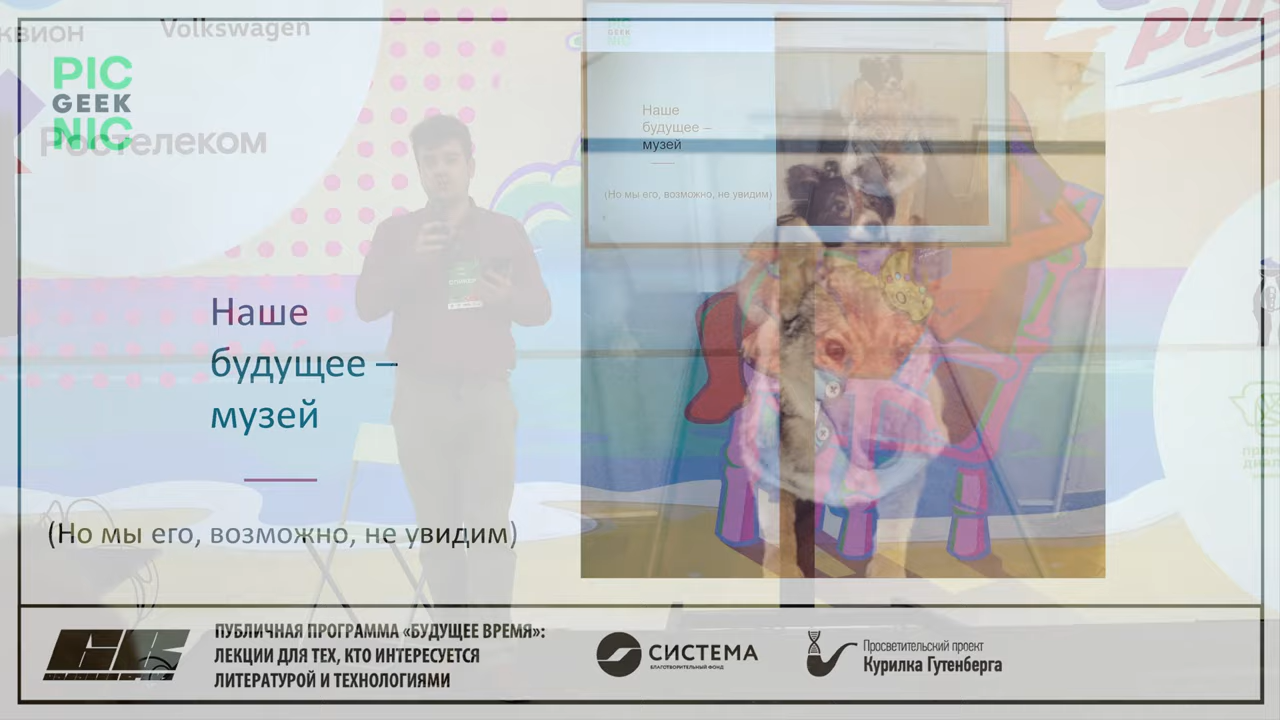 Volkswagen
PIC
GEEK
NIC
Ростелеком
Наше
будущее –
музей
(Но мы его, возможно, не увидим)
Наше
будущее –
музей
(Но мы его, возможно, не увидим)
ПУБЛИЧНАЯ ПРОГРАММА «БУДУЩЕЕ ВРЕМЯ»:
ЛЕКЦИИ ДЛЯ ТЕХ, КТО ИНТЕРЕСУЕТСЯ
ЛИТЕРАТУРОЙ И ТЕХНОЛОГИЯМИ
СИСТЕМА
БЛАГОТВОРИТЕЛЬНЫЙ ФОНД
Просветительский проект
Курилка Гутенберга